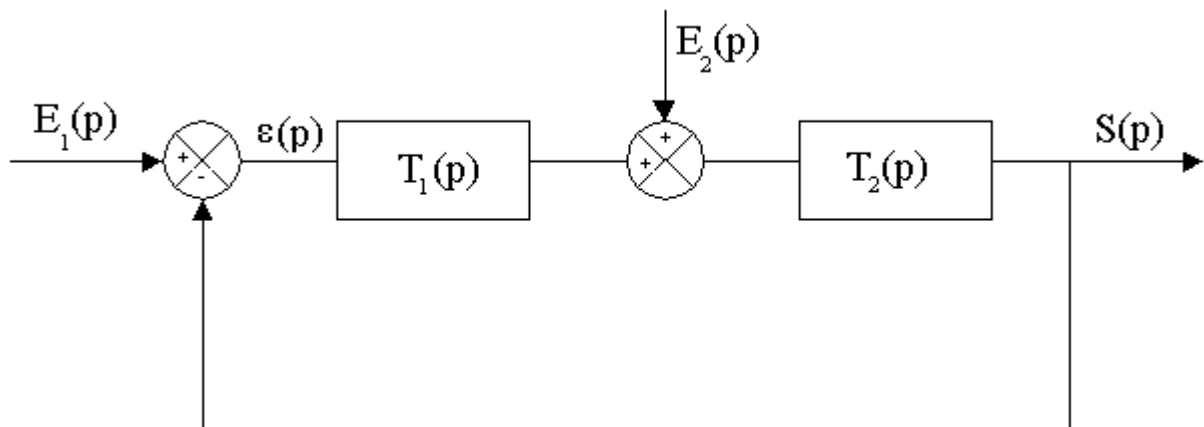 E₁(p)
+
-
ε(p)
T₁(p)
E₂(p)
+
+
T₂(p)
S(p)